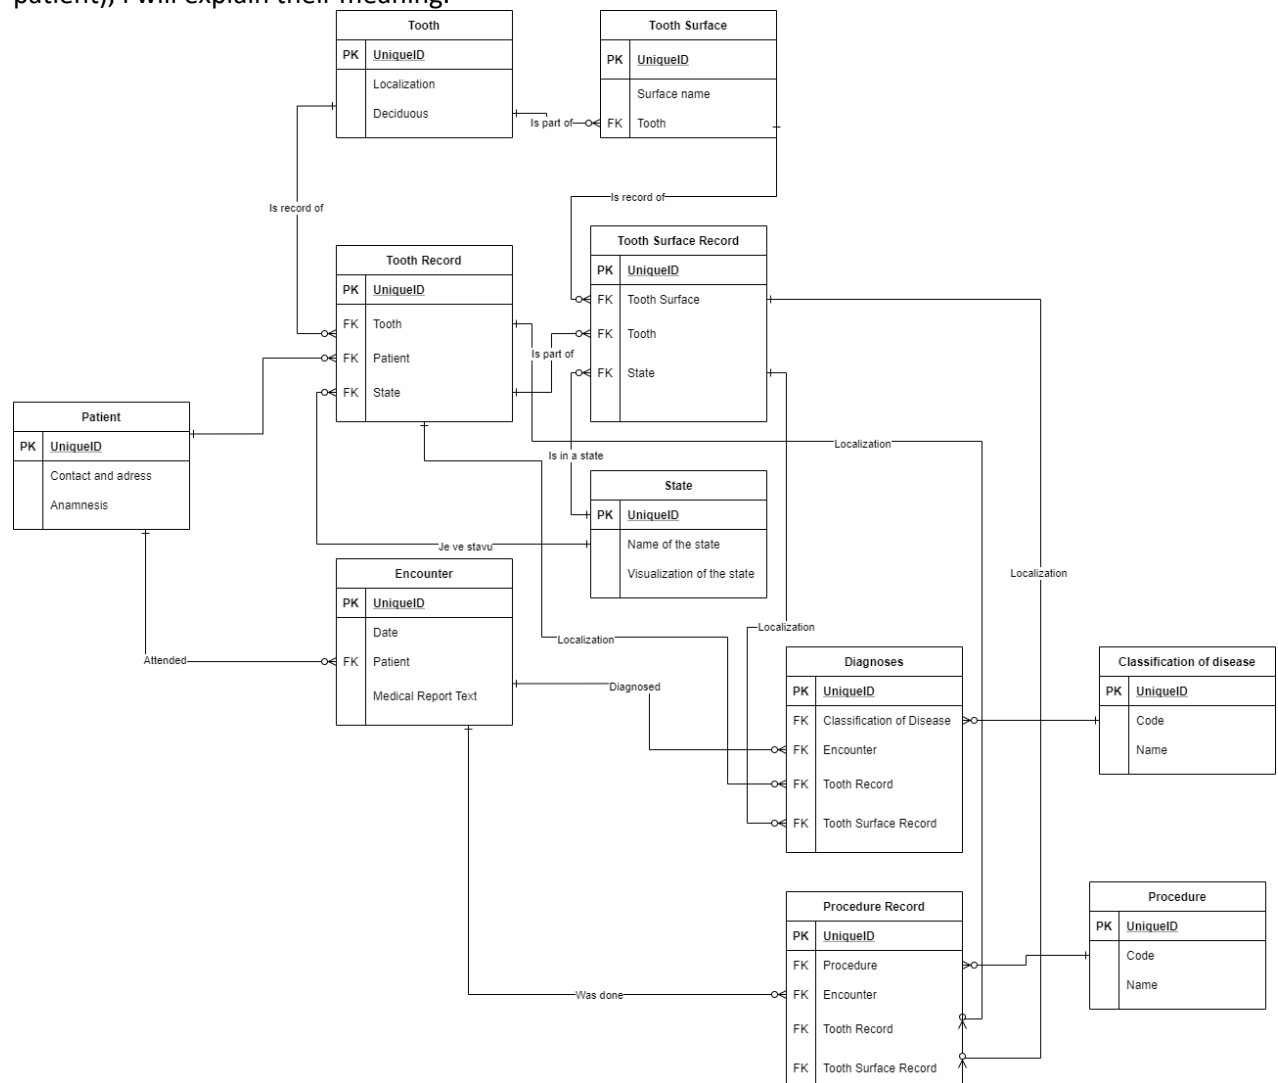 patient), I will explain their meaning.
Tooth
PK UniqueID
Localization
Deciduous
Tooth Surface
PK UniqueID
Surface name
FK Tooth
Is part of
Is record of
Is record of
Tooth Record
PK UniqueID
FK Tooth
FK Patient
FK State
Tooth Surface Record
PK UniqueID
FK Tooth Surface
FK Tooth
FK State
Is part of
Patient
PK UniqueID
Contact and adress
Anamnesis
Localization
Is in a state
State
PK UniqueID
Name of the state
Visualization of the state
Je ve stavu
Localization
Encounter
PK UniqueID
Date
FK Patient
Medical Report Text
Attended
Localization
Localization
Diagnosed
Diagnoses
PK UniqueID
FK Classification of Disease
FK Encounter
FK Tooth Record
FK Tooth Surface Record
Classification of disease
PK UniqueID
Code
Name
Procedure Record
PK UniqueID
FK Procedure
FK Encounter
FK Tooth Record
FK Tooth Surface Record
Was done
Procedure
PK UniqueID
Code
Name